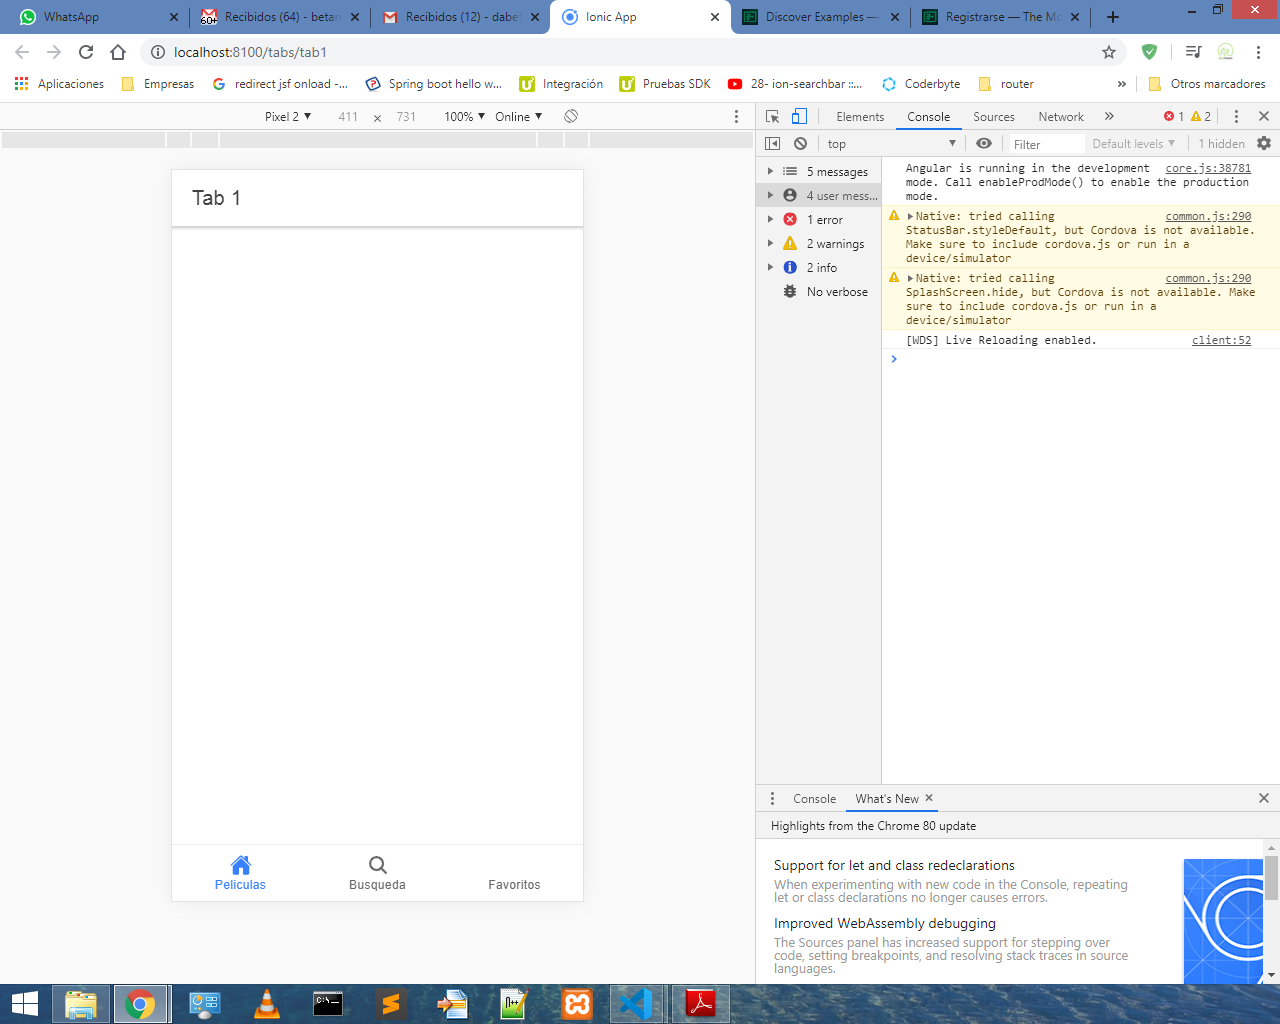 WhatsApp
Recibidos (64) - betan
Recibidos (12) - dabet
Ionic App
Discover Examples —
Registrarse — The Mo
localhost:8100/tabs/tab1
Aplicaciones
Empresas
redirect jsf onload -...
Spring boot hello w...
Integración
Pruebas SDK
28- ion-searchbar ::...
Coderbyte
router
»
Otros marcadores
Pixel 2 ▼ 411 × 731 100% ▼ Online ▼
Elements Console Sources Network » 1 2
top ▼ Filter Default levels ▼ 1 hidden
Tab 1
Peliculas
Busqueda
Favoritos
5 messages
4 user mess...
1 error
2 warnings
2 info
No verbose
Angular is running in the development core.js:38781
mode. Call enableProdMode() to enable the production
mode.
Native: tried calling common.js:290
StatusBar.styleDefault, but Cordova is not available.
Make sure to include cordova.js or run in a
device/simulator
Native: tried calling common.js:290
SplashScreen.hide, but Cordova is not available. Make
sure to include cordova.js or run in a
device/simulator
[WDS] Live Reloading enabled. client:52
Console What's New
Highlights from the Chrome 80 update
Support for let and class redeclarations
When experimenting with new code in the Console, repeating
let or class declarations no longer causes errors.
Improved WebAssembly debugging
The Sources panel has increased support for stepping over
code, setting breakpoints, and resolving stack traces in source
languages.